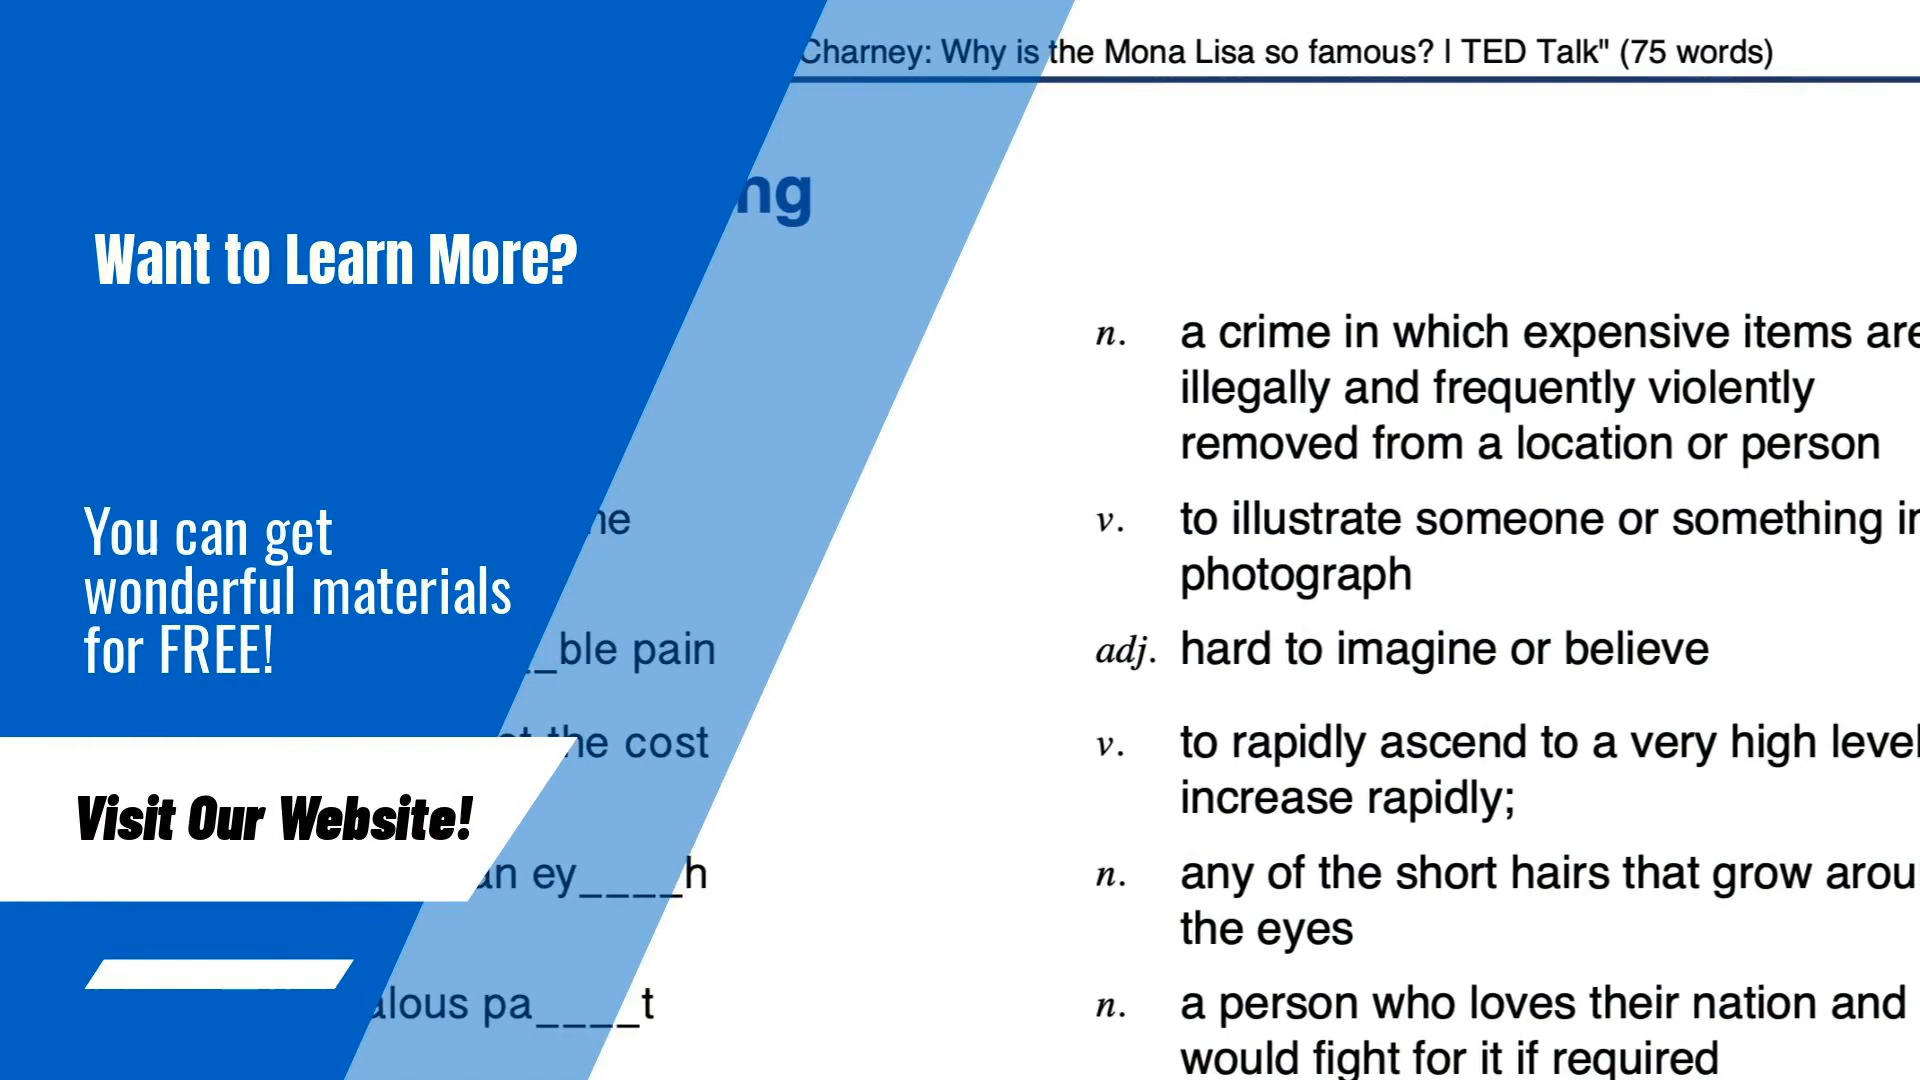 Charney: Why is the Mona Lisa so famous? | TED Talk" (75 words)
ng
Want to Learn More?
You can get
wonderful materials
for FREE!
Visit Our Website!
n. a crime in which expensive items are
illegally and frequently violently
removed from a location or person
v. to illustrate someone or something in
photograph
_ble pain
adj. hard to imagine or believe
the cost
v. to rapidly ascend to a very high level
increase rapidly;
an ey____h
n. any of the short hairs that grow arou
the eyes
alous pa____t
n. a person who loves their nation and
would fight for it if required